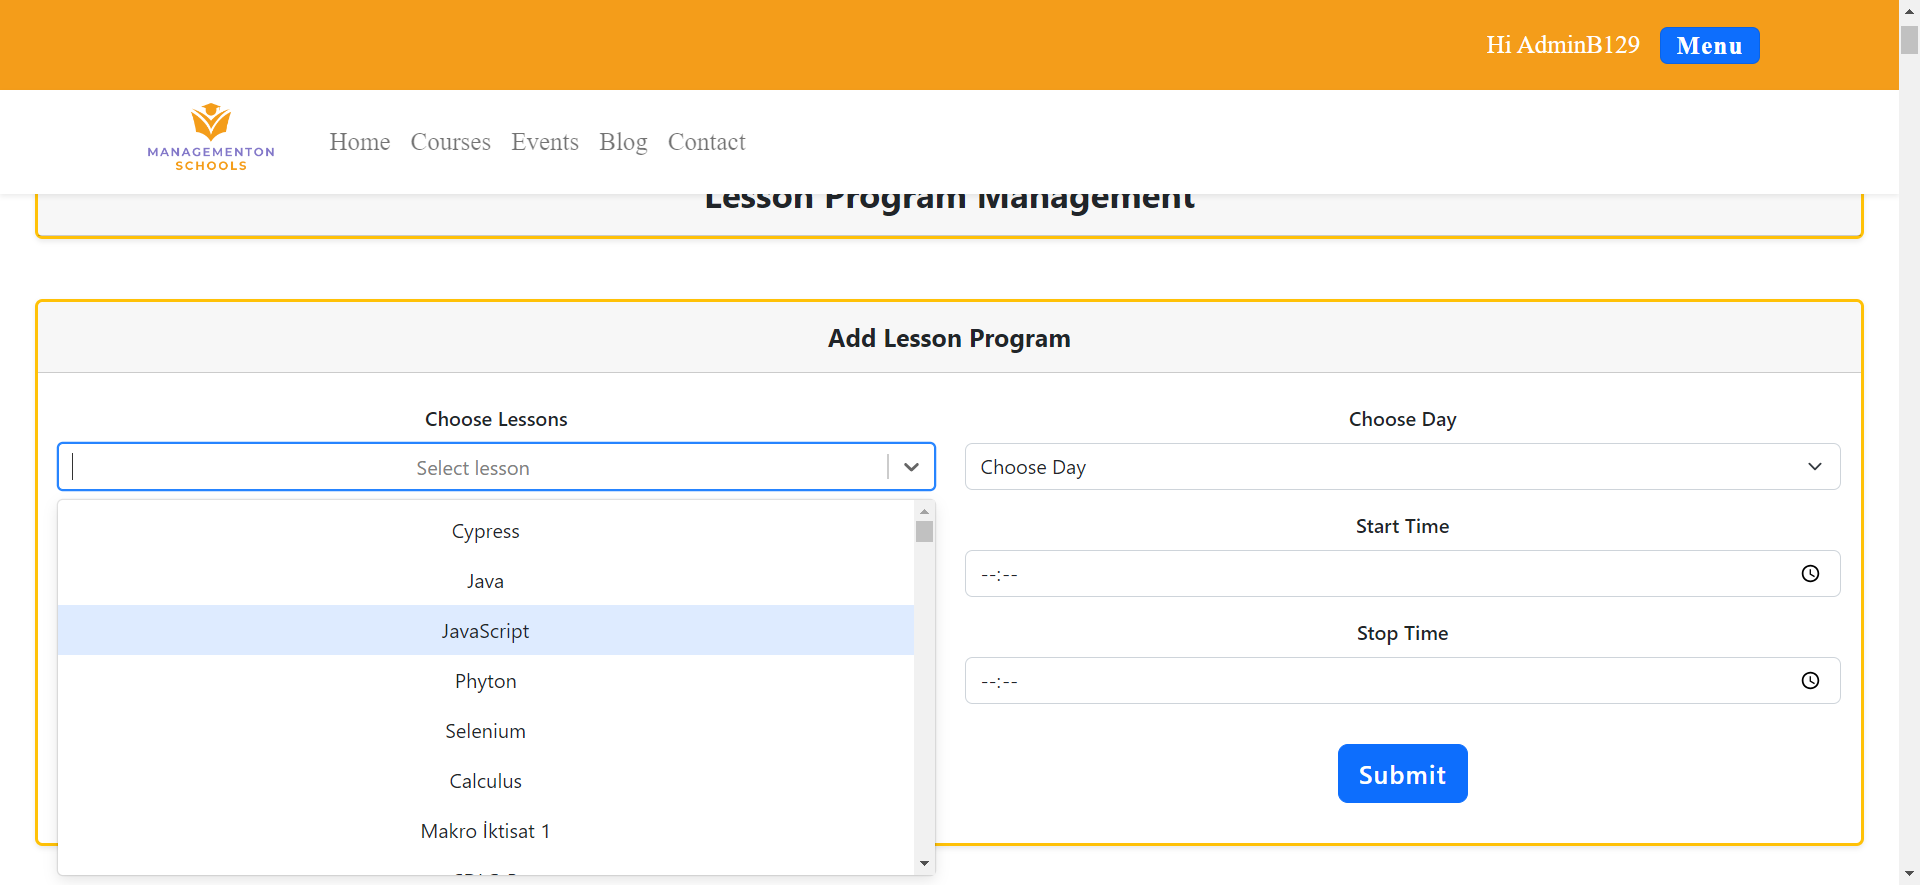 Hi AdminB129 Menu
MANAGEMENTON
SCHOOLS
Home Courses Events Blog Contact
Lesson Program Management
Add Lesson Program
Choose Lessons
Select lesson
Cypress
Java
JavaScript
Phyton
Selenium
Calculus
Makro İktisat 1
Choose Day
Choose Day
Start Time
--:--
Stop Time
--:--
Submit